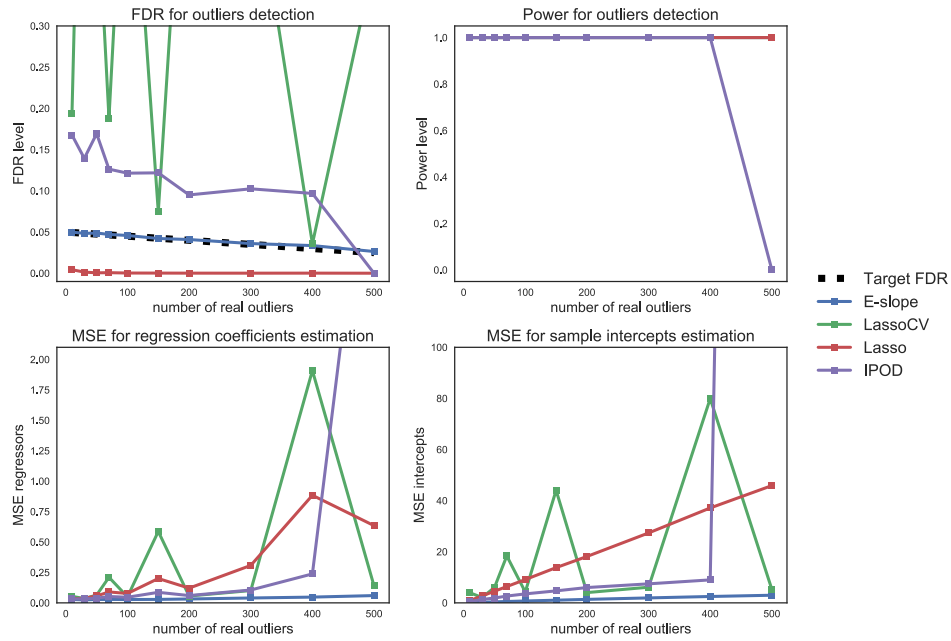 FDR for outliers detection
0.30
0.25
0.20
0.15
0.10
0.05
0.00
FDR level
0 100 200 300 400 500
number of real outliers
Power for outliers detection
1.0
0.8
0.6
0.4
0.2
0.0
Power level
0 100 200 300 400 500
number of real outliers
Target FDR
E-slope
LassoCV
Lasso
IPOD
MSE for regression coefficients estimation
2.00
1.75
1.50
1.25
1.00
0.75
0.50
0.25
0.00
MSE regressors
0 100 200 300 400 500
number of real outliers
MSE for sample intercepts estimation
100
80
60
40
20
0
MSE intercepts
0 100 200 300 400 500
number of real outliers